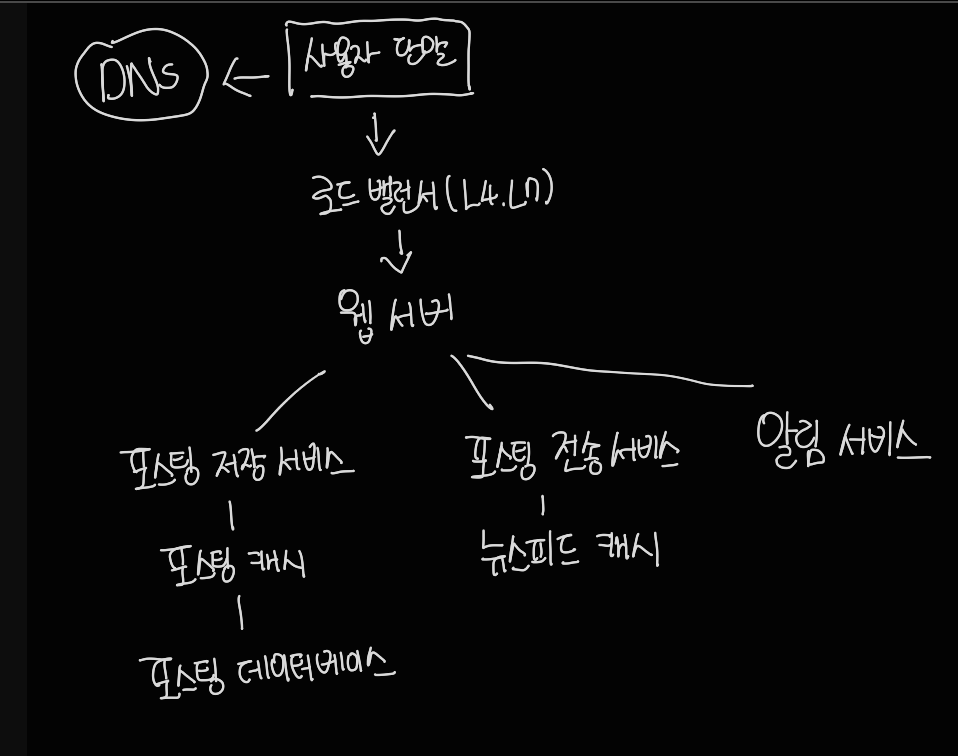 DNS
사용자 단말
로드 밸런서(L4.L7)
웹 서버
포스팅 저장 서비스
포스팅 전송 서비스
알림 서비스
포스팅 캐시
뉴스피드 캐시
포스팅 데이터베이스